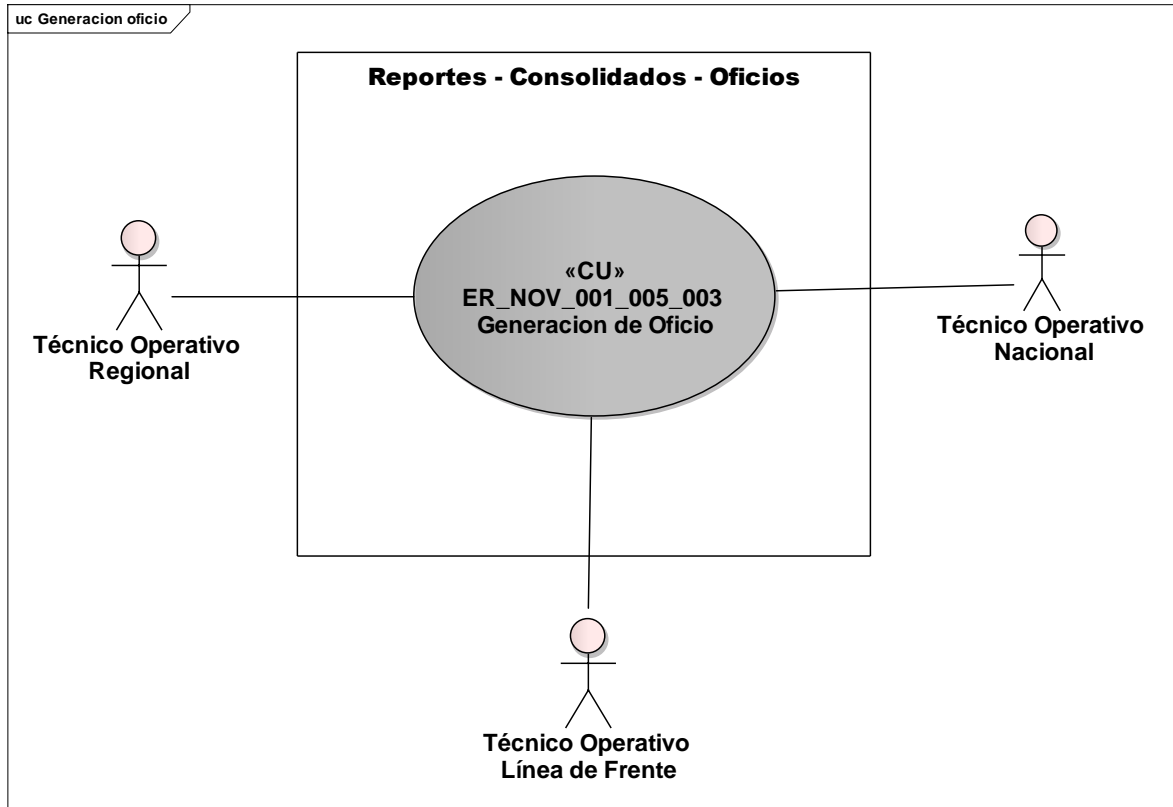 uc Generacion oficio
Reportes - Consolidados - Oficios
«CU»
ER_NOV_001_005_003
Generacion de Oficio
Técnico Operativo
Regional
Técnico Operativo
Nacional
Técnico Operativo
Línea de Frente